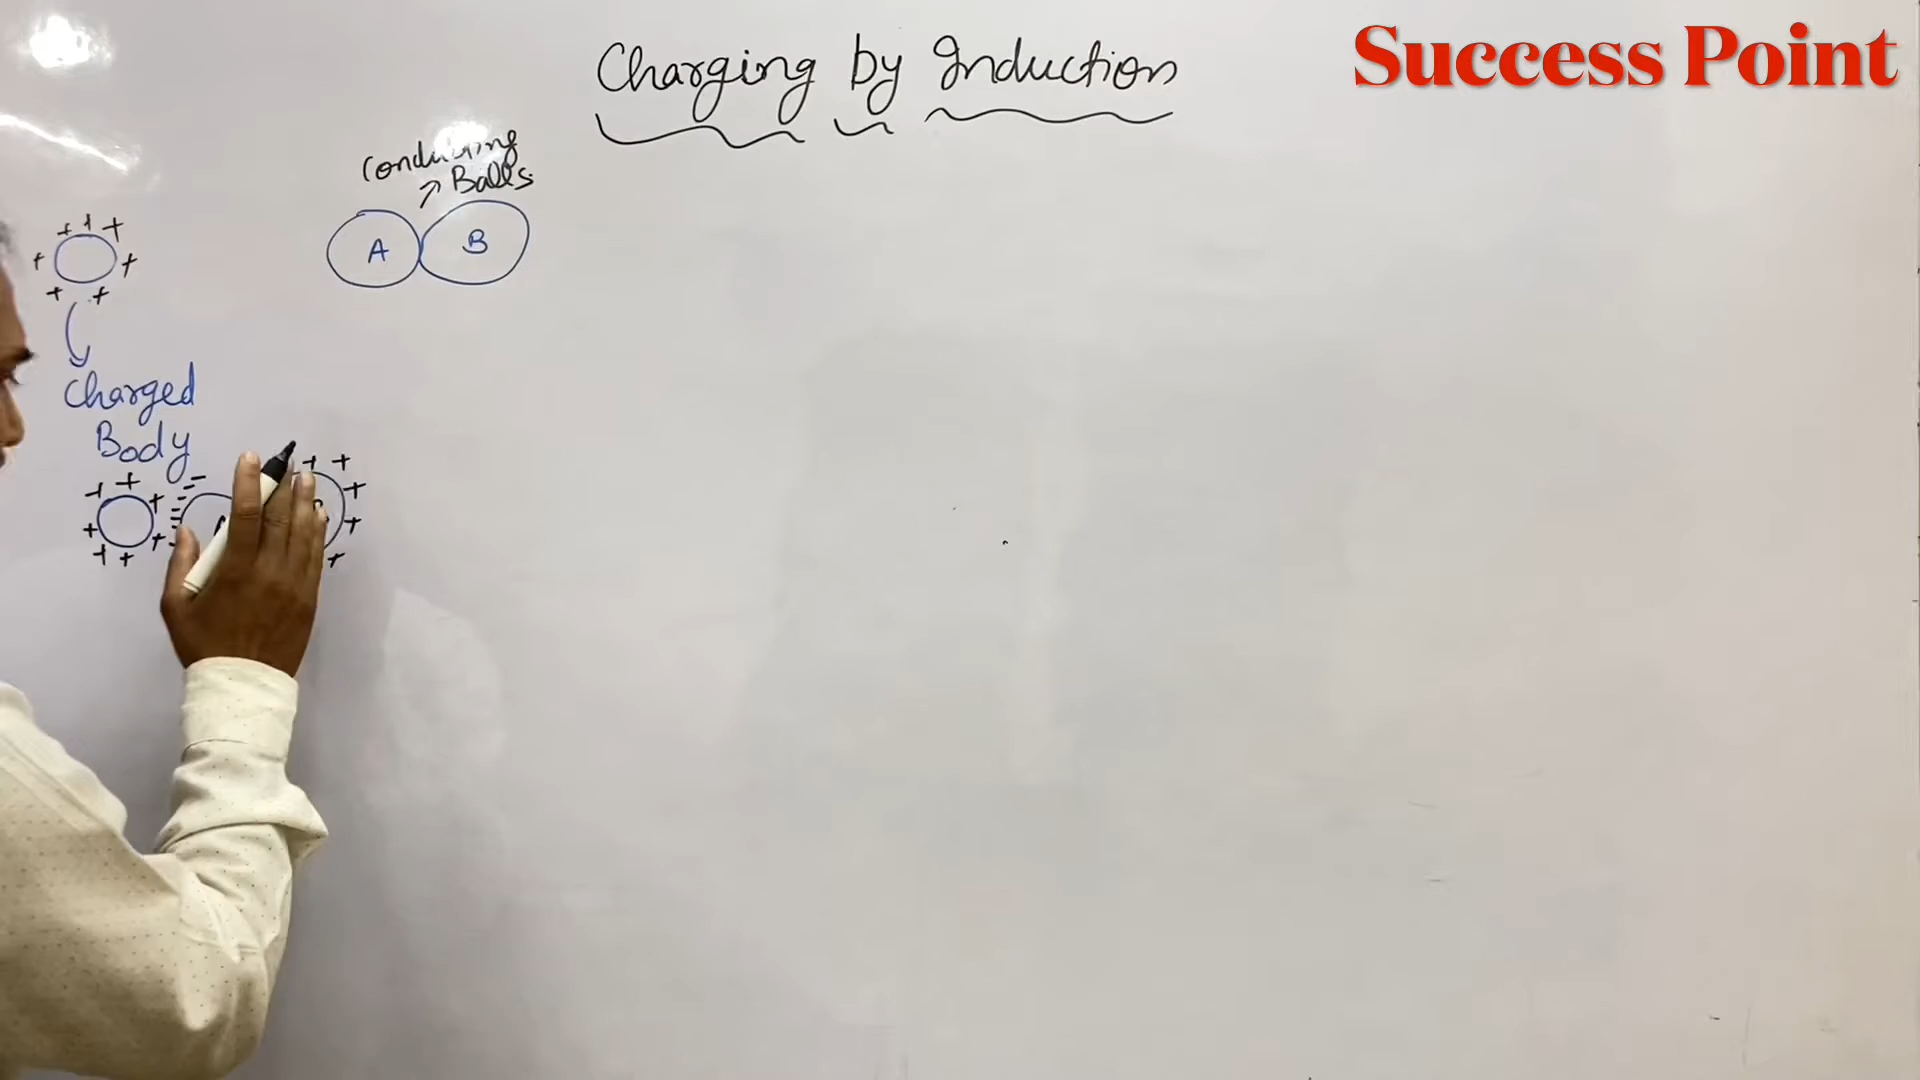 Charging by Induction
Success Point
Conducting
Balls
A B
+ + + + + + +
Charged
Body